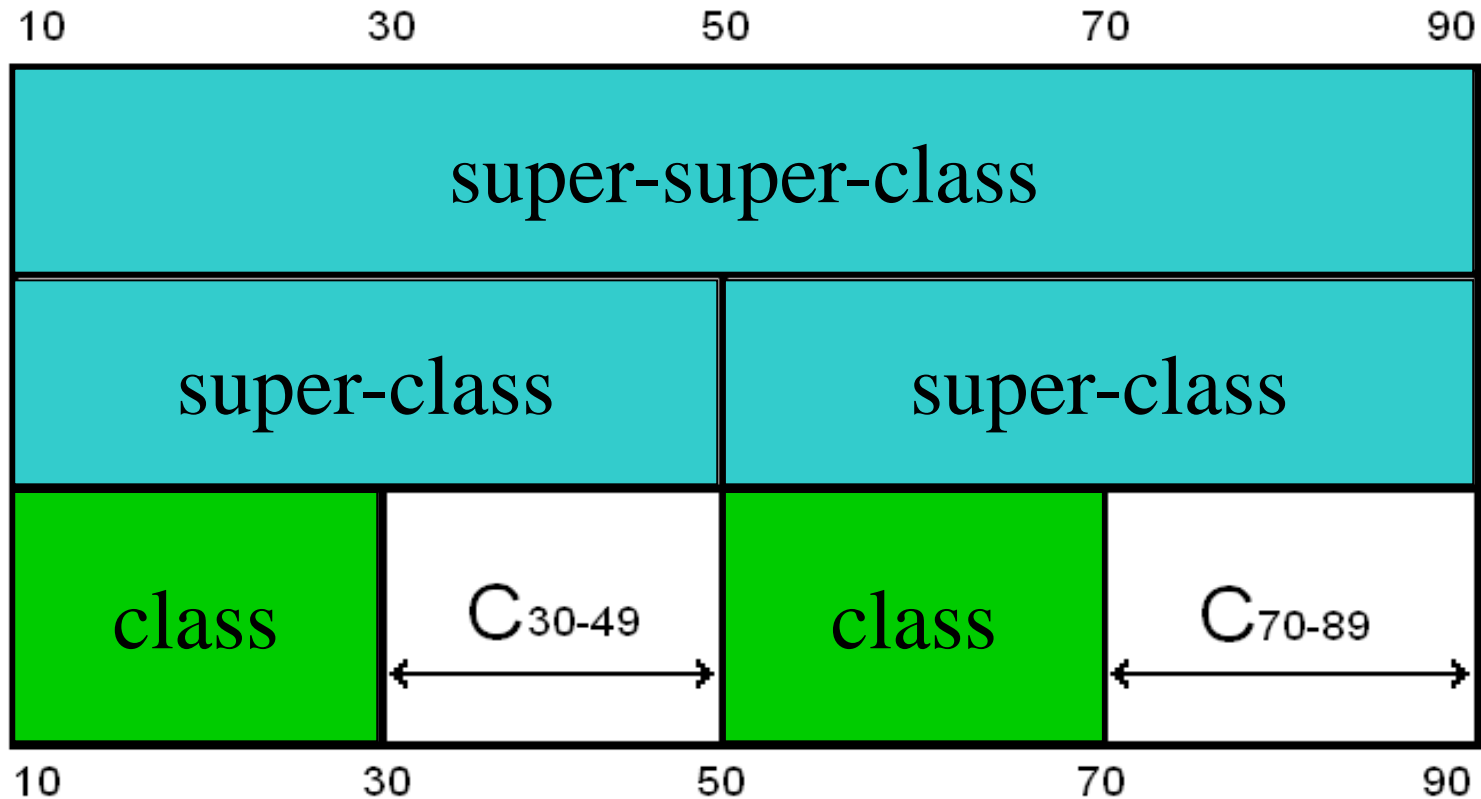 10 30 50 70 90
super-super-class
super-class super-class
class C30-49 class C70-89
10 30 50 70 90